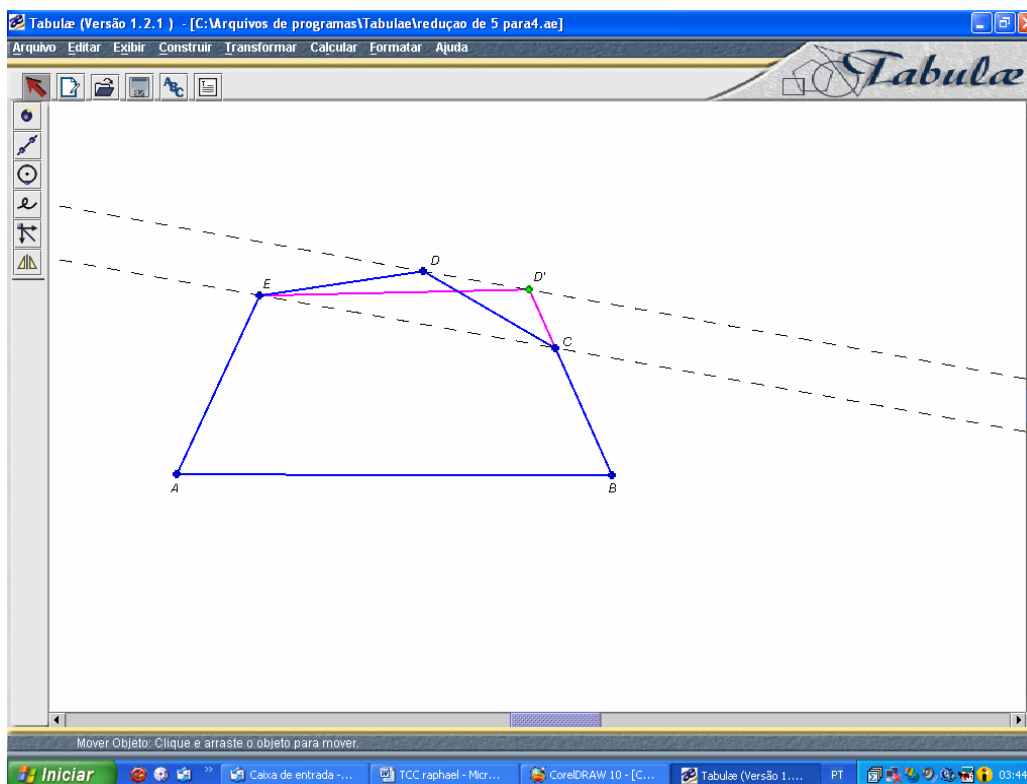 Tabulæ (Versão 1.2.1 ) - [C:\Arquivos de programas\Tabulae\reduçao de 5 para4.ae]
Arquivo Editar Exibir Construir Transformar Calcular Formatar Ajuda
Tabulæ
ABC
D
E
D'
C
A
B
Mover Objeto: Clique e arraste o objeto para mover.
Iniciar » Caixa de entrada -... TCC raphael - Micr... CorelDRAW 10 - [C... Tabulæ (Versão 1.... PT 03:44